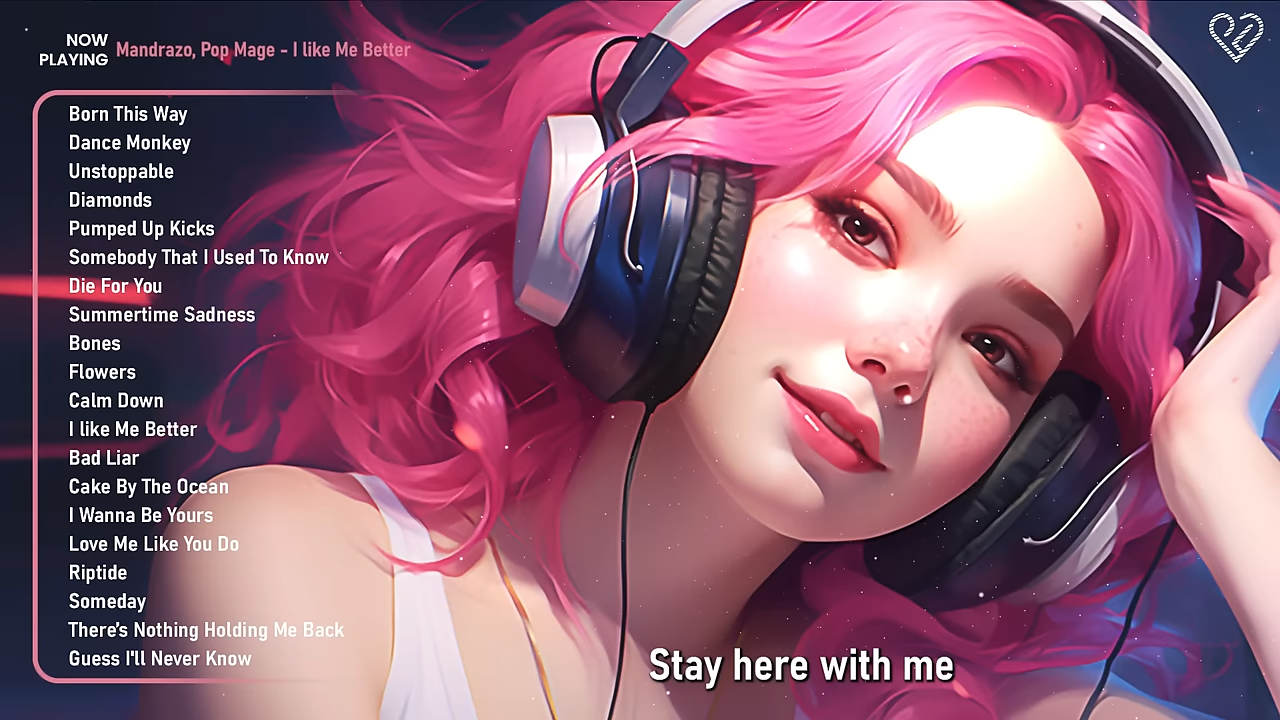 NOW
PLAYING
Mandrazo, Pop Mage - I like Me Better
Born This Way
Dance Monkey
Unstoppable
Diamonds
Pumped Up Kicks
Somebody That I Used To Know
Die For You
Summertime Sadness
Bones
Flowers
Calm Down
I like Me Better
Bad Liar
Cake By The Ocean
I Wanna Be Yours
Love Me Like You Do
Riptide
Someday
There's Nothing Holding Me Back
Guess I'll Never Know
Stay here with me